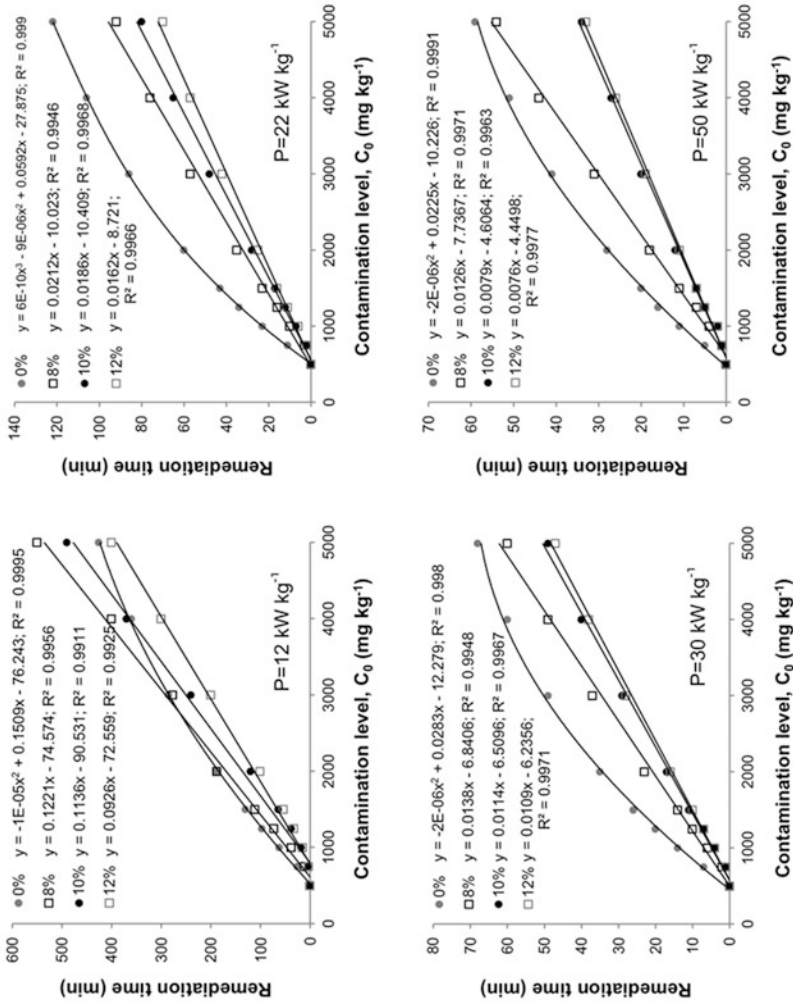 600
500
400
300
200
100
0
Remediation time (min)
0% y = -1E-05x² + 0.1509x - 76.243; R² = 0.9995
8% y = 0.1221x - 74.574; R² = 0.9956
10% y = 0.1136x - 90.531; R² = 0.9911
12% y = 0.0926x - 72.559; R² = 0.9925
P=12 kW kg⁻¹
0 1000 2000 3000 4000 5000
Contamination level, C₀ (mg kg⁻¹)
140
120
100
80
60
40
20
0
Remediation time (min)
0% y = 6E-10x³ - 9E-06x² + 0.0592x - 27.875; R² = 0.999
8% y = 0.0212x - 10.023; R² = 0.9946
10% y = 0.0186x - 10.409; R² = 0.9968
12% y = 0.0162x - 8.721;
R² = 0.9966
P=22 kW kg⁻¹
0 1000 2000 3000 4000 5000
Contamination level, C₀ (mg kg⁻¹)
80
70
60
50
40
30
20
10
0
Remediation time (min)
0% y = -2E-06x² + 0.0283x - 12.279; R² = 0.998
8% y = 0.0138x - 6.8406; R² = 0.9948
10% y = 0.0114x - 6.5096; R² = 0.9967
12% y = 0.0109x - 6.2356;
R² = 0.9971
P=30 kW kg⁻¹
0 1000 2000 3000 4000 5000
Contamination level, C₀ (mg kg⁻¹)
70
60
50
40
30
20
10
0
Remediation time (min)
0% y = -2E-06x² + 0.0225x - 10.226; R² = 0.9991
8% y = 0.0126x - 7.7367; R² = 0.9971
10% y = 0.0079x - 4.6064; R² = 0.9963
12% y = 0.0076x - 4.4498;
R² = 0.9977
P=50 kW kg⁻¹
0 1000 2000 3000 4000 5000
Contamination level, C₀ (mg kg⁻¹)